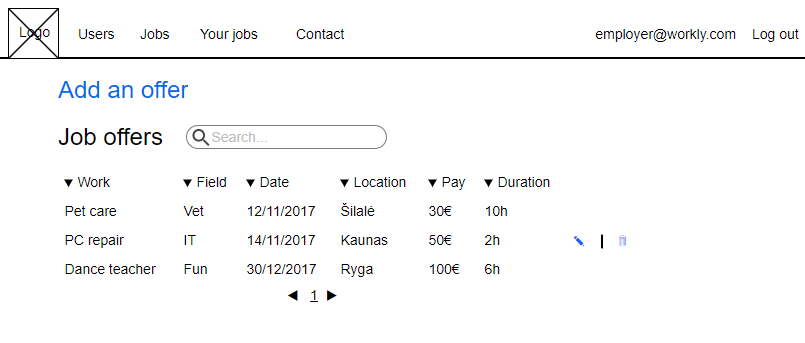 Logo Users Jobs Your jobs Contact employer@workly.com Log out
Add an offer
Job offers Search...
▼ Work ▼ Field ▼ Date ▼ Location ▼ Pay ▼ Duration
Pet care Vet 12/11/2017 Šilalė 30€ 10h
PC repair IT 14/11/2017 Kaunas 50€ 2h |
Dance teacher Fun 30/12/2017 Ryga 100€ 6h
◀ 1 ▶